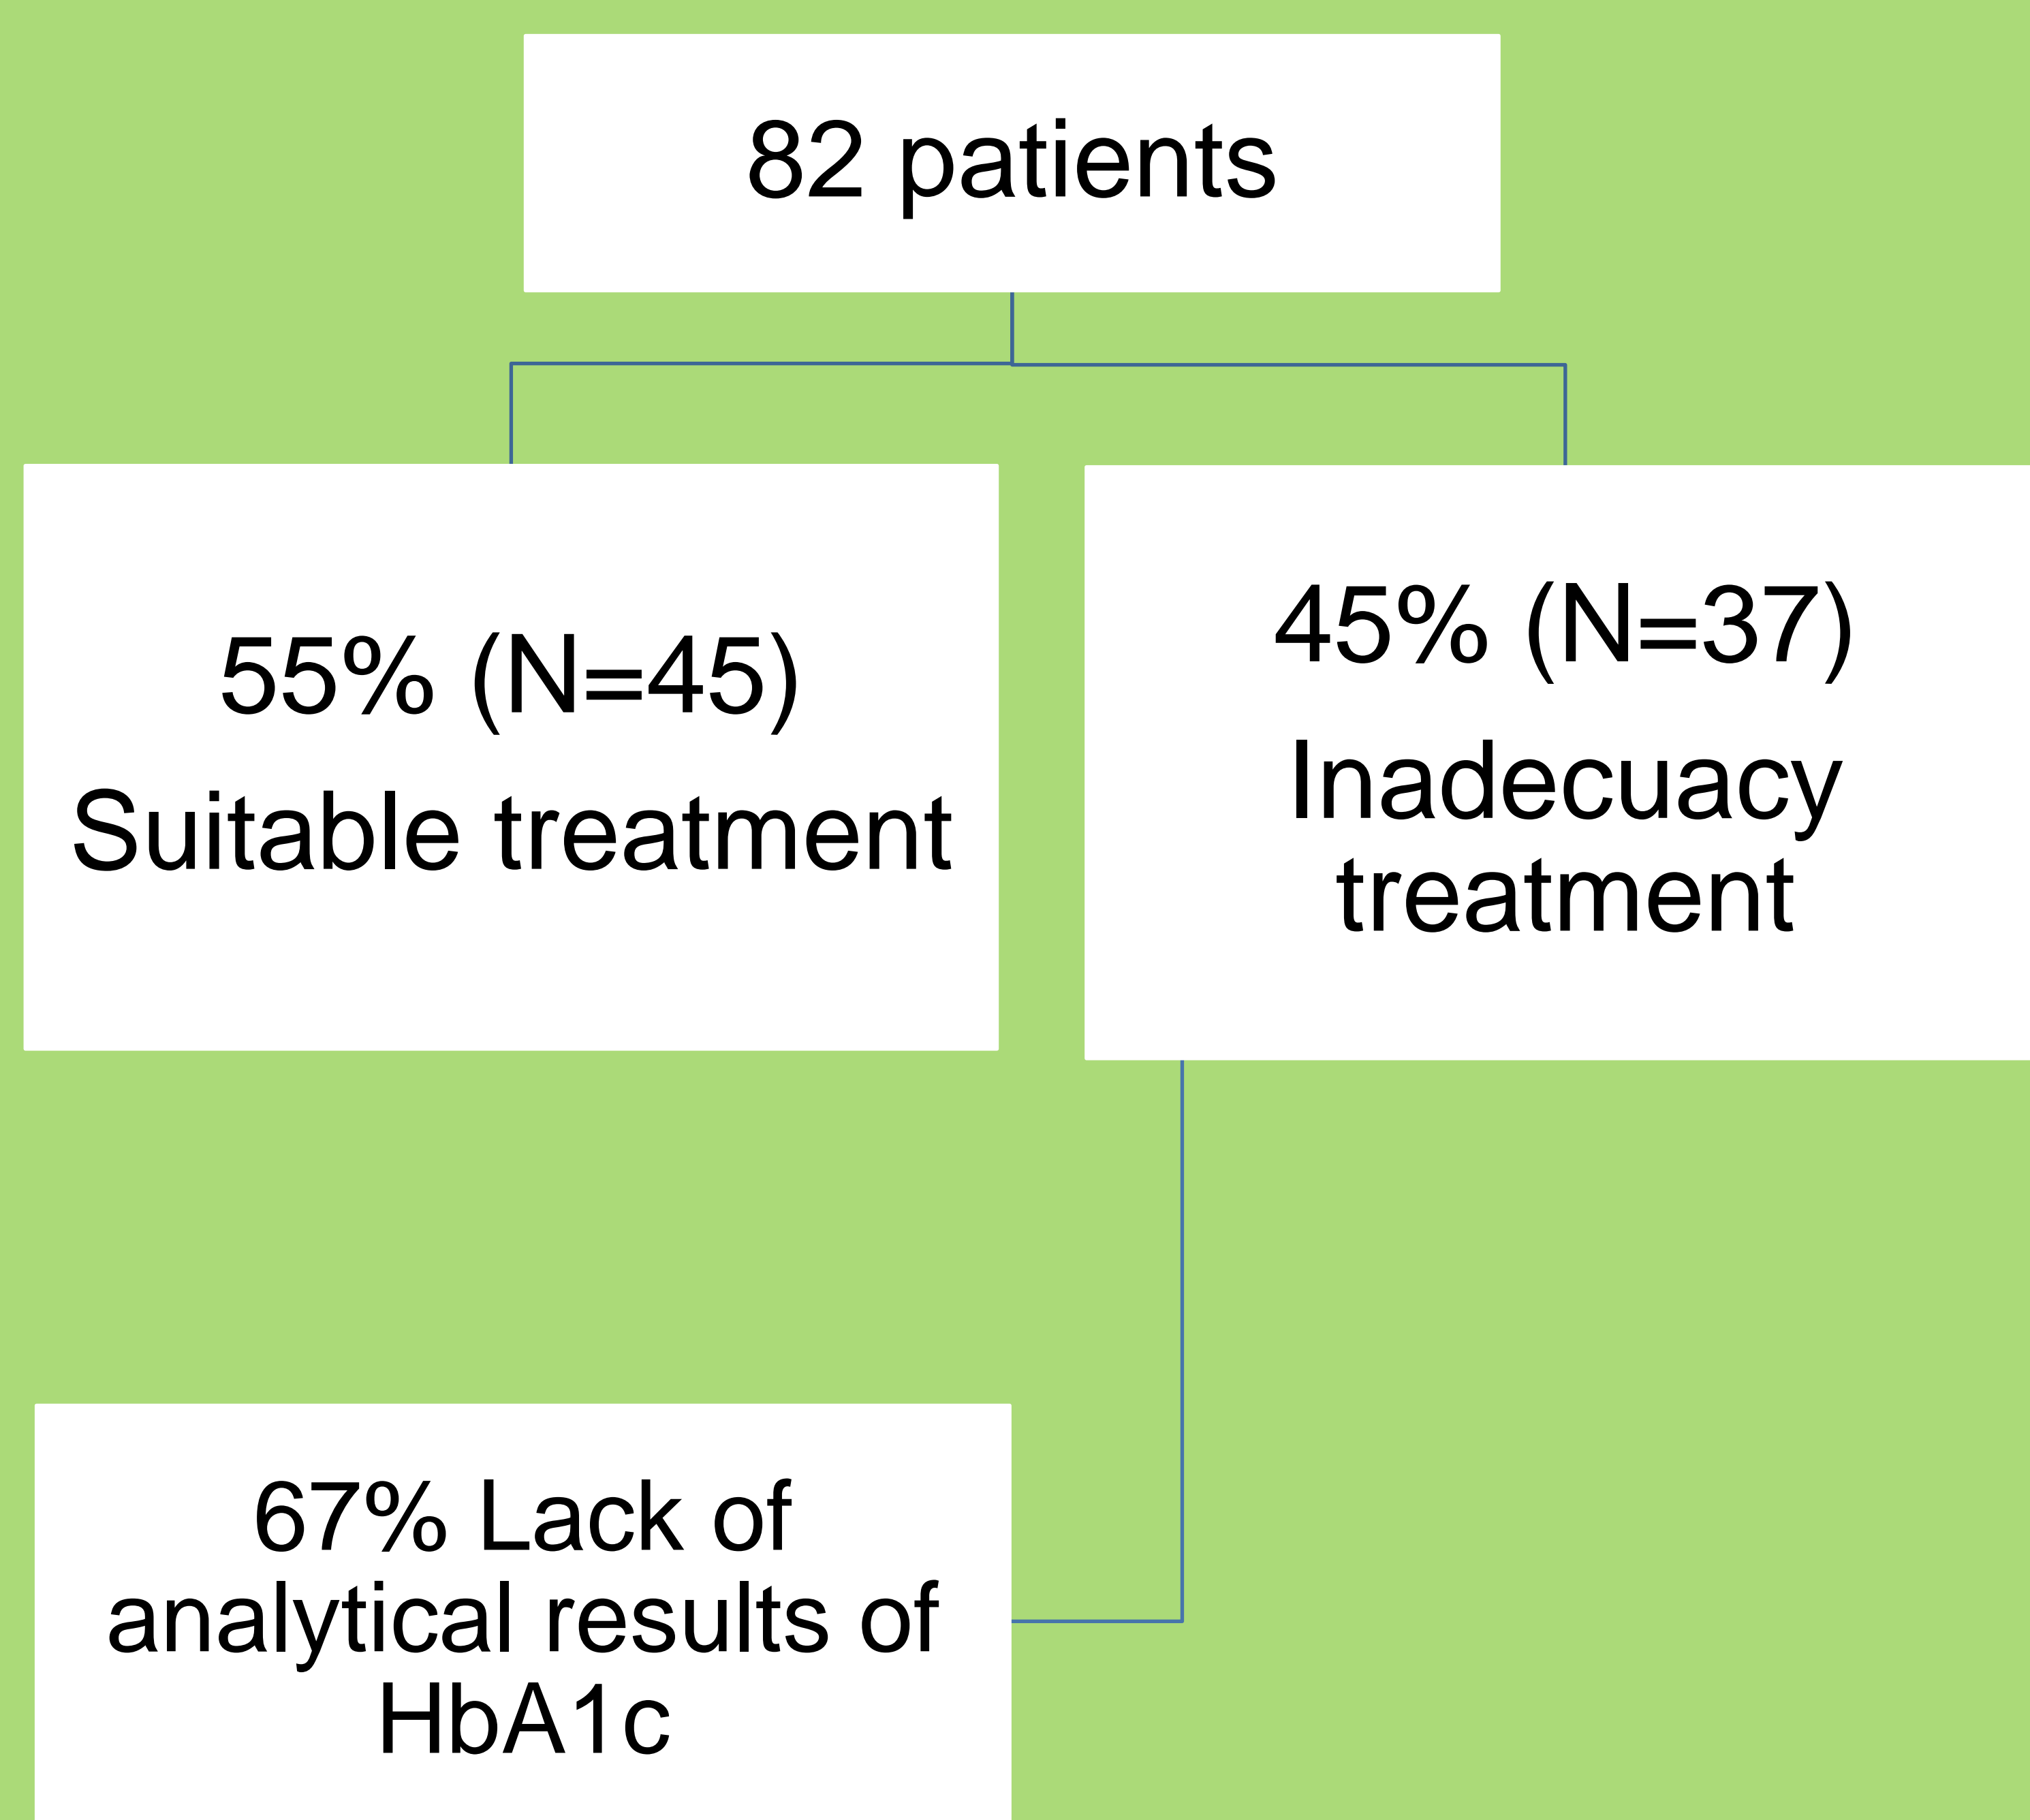 82 patients
55% (N=45)
Suitable treatment
45% (N=37)
Inadecuacy
treatment
67% Lack of
analytical results of
HbA1c